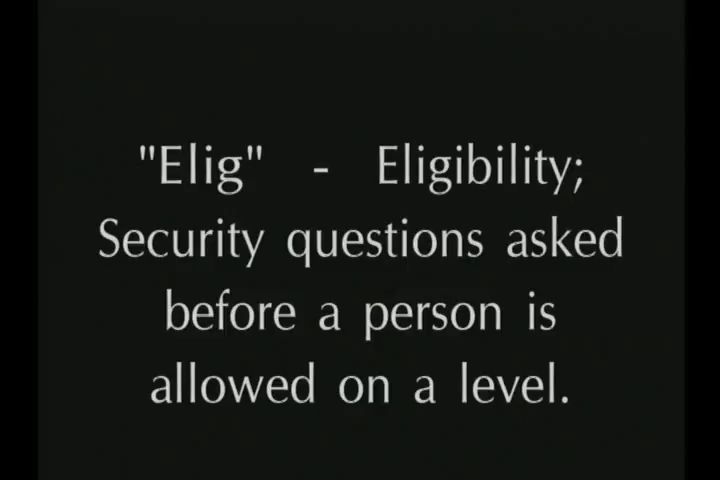 "Elig" - Eligibility;
Security questions asked
before a person is
allowed on a level.